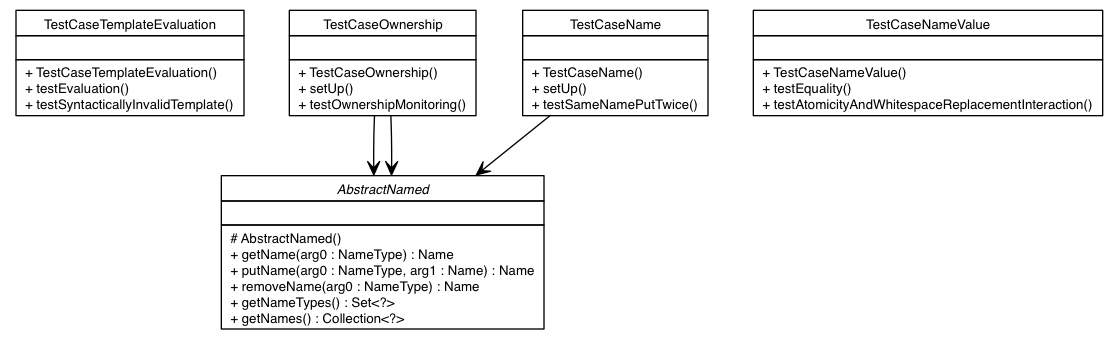 TestCaseTemplateEvaluation
+ TestCaseTemplateEvaluation()
+ testEvaluation()
+ testSyntacticallyInvalidTemplate()
TestCaseOwnership
+ TestCaseOwnership()
+ setUp()
+ testOwnershipMonitoring()
TestCaseName
+ TestCaseName()
+ setUp()
+ testSameNamePutTwice()
TestCaseNameValue
+ TestCaseNameValue()
+ testEquality()
+ testAtomicityAndWhitespaceReplacementInteraction()
AbstractNamed
# AbstractNamed()
+ getName(arg0 : NameType) : Name
+ putName(arg0 : NameType, arg1 : Name) : Name
+ removeName(arg0 : NameType) : Name
+ getNameTypes() : Set<?>
+ getNames() : Collection<?>